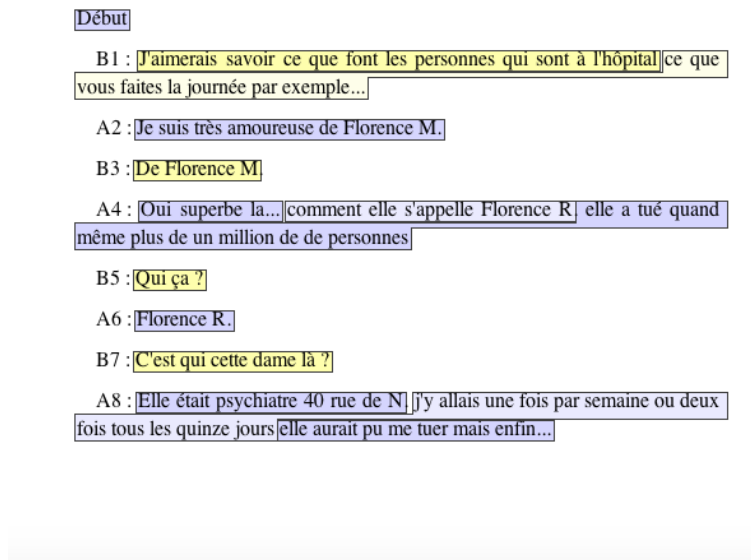 Début
B1 : J'aimerais savoir ce que font les personnes qui sont à l'hôpital ce que
vous faites la journée par exemple...
A2 : Je suis très amoureuse de Florence M.
B3 : De Florence M.
A4 : Oui superbe la... comment elle s'appelle Florence R. elle a tué quand
même plus de un million de de personnes
B5 : Qui ça ?
A6 : Florence R.
B7 : C'est qui cette dame là ?
A8 : Elle était psychiatre 40 rue de N. j'y allais une fois par semaine ou deux
fois tous les quinze jours elle aurait pu me tuer mais enfin...